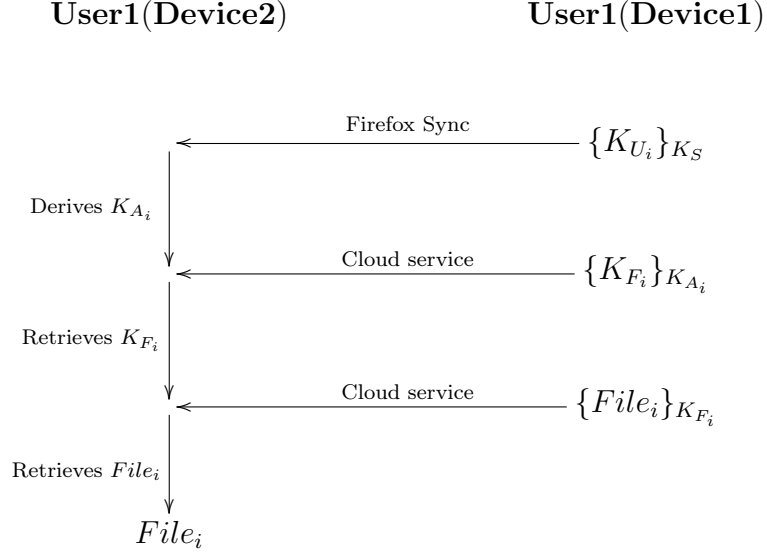 User1(Device2) User1(Device1)
Firefox Sync
{K_{U_i}}_{K_S}
Derives K_{A_i}
Cloud service
{K_{F_i}}_{K_{A_i}}
Retrieves K_{F_i}
Cloud service
{File_i}_{K_{F_i}}
Retrieves File_i
File_i